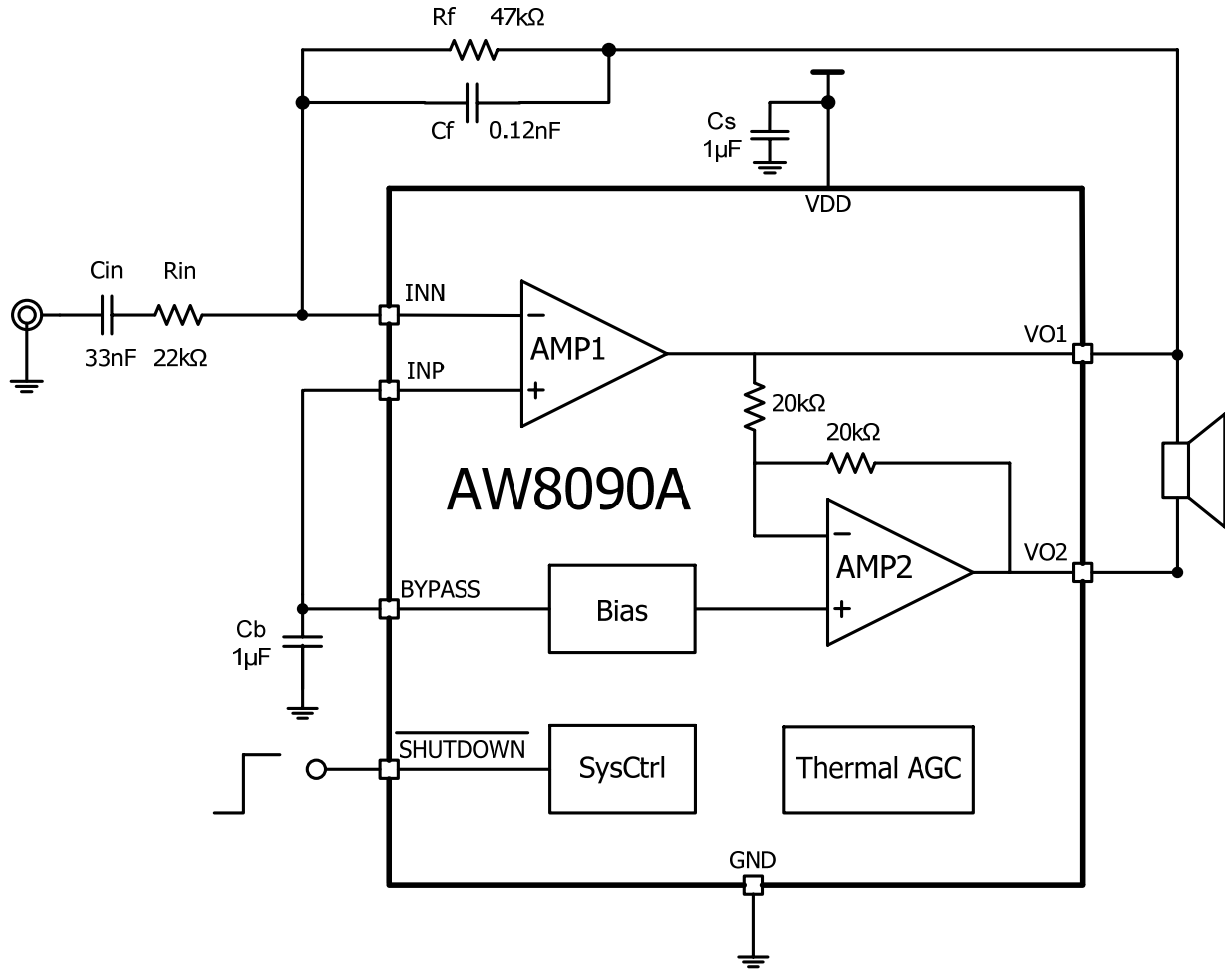 Rf 47kΩ
Cf 0.12nF
Cs
1µF
VDD
Cin Rin
33nF 22kΩ
INN
INP
AMP1
VO1
20kΩ
20kΩ
AW8090A
AMP2
VO2
BYPASS
Bias
Cb
1µF
SHUTDOWN
SysCtrl
Thermal AGC
GND